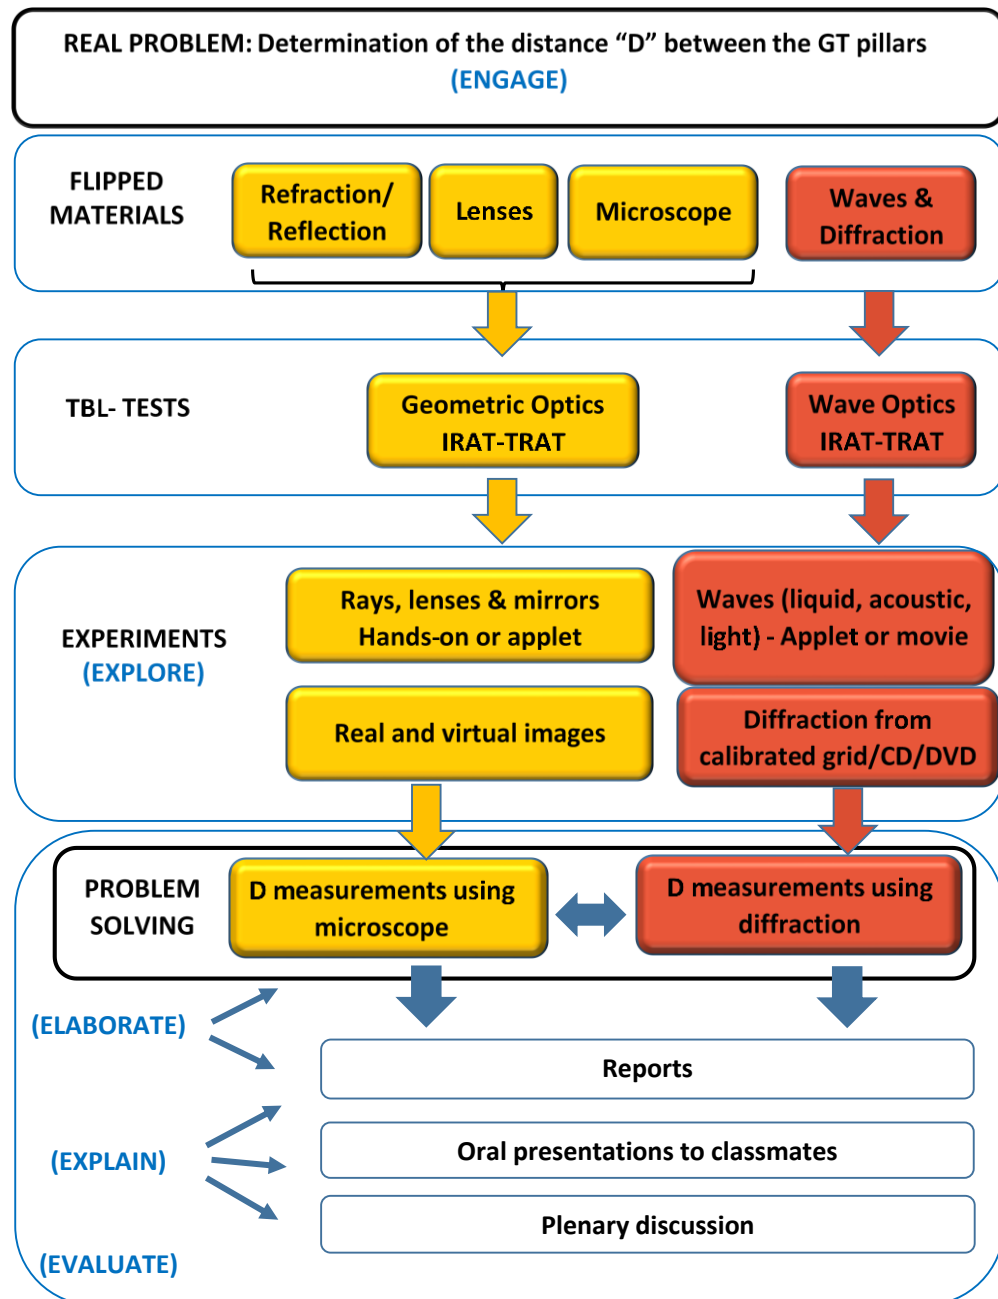 REAL PROBLEM: Determination of the distance “D” between the GT pillars
(ENGAGE)
FLIPPED
MATERIALS
Refraction/
Reflection
Lenses
Microscope
Waves &
Diffraction
TBL- TESTS
Geometric Optics
IRAT-TRAT
Wave Optics
IRAT-TRAT
EXPERIMENTS
(EXPLORE)
Rays, lenses & mirrors
Hands-on or applet
Waves (liquid, acoustic,
light) - Applet or movie
Real and virtual images
Diffraction from
calibrated grid/CD/DVD
PROBLEM
SOLVING
D measurements using
microscope
D measurements using
diffraction
(ELABORATE)
Reports
(EXPLAIN)
Oral presentations to classmates
Plenary discussion
(EVALUATE)